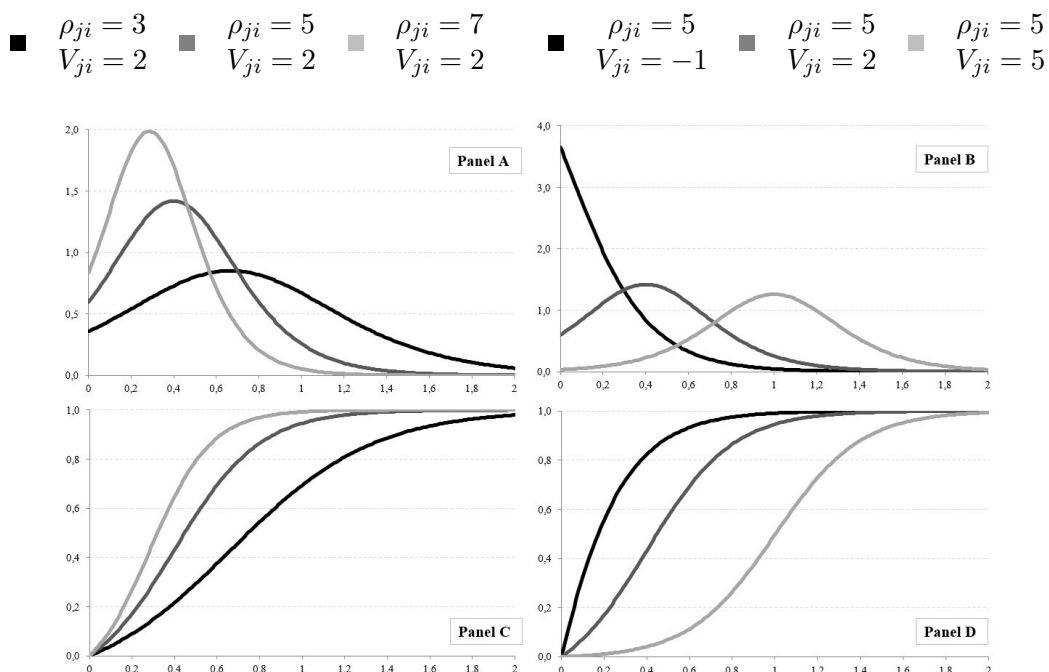 ρji = 3 ρji = 5 ρji = 7 ρji = 5 ρji = 5 ρji = 5
Vji = 2 Vji = 2 Vji = 2 Vji = −1 Vji = 2 Vji = 5
2,0
Panel A
1,5
1,0
0,5
0,0
0 0,2 0,4 0,6 0,8 1 1,2 1,4 1,6 1,8 2
4,0
Panel B
3,0
2,0
1,0
0,0
0 0,2 0,4 0,6 0,8 1 1,2 1,4 1,6 1,8 2
1,0
0,8
0,6
0,4
0,2
Panel C
0,0
0 0,2 0,4 0,6 0,8 1 1,2 1,4 1,6 1,8 2
1,0
0,8
0,6
0,4
0,2
Panel D
0,0
0 0,2 0,4 0,6 0,8 1 1,2 1,4 1,6 1,8 2